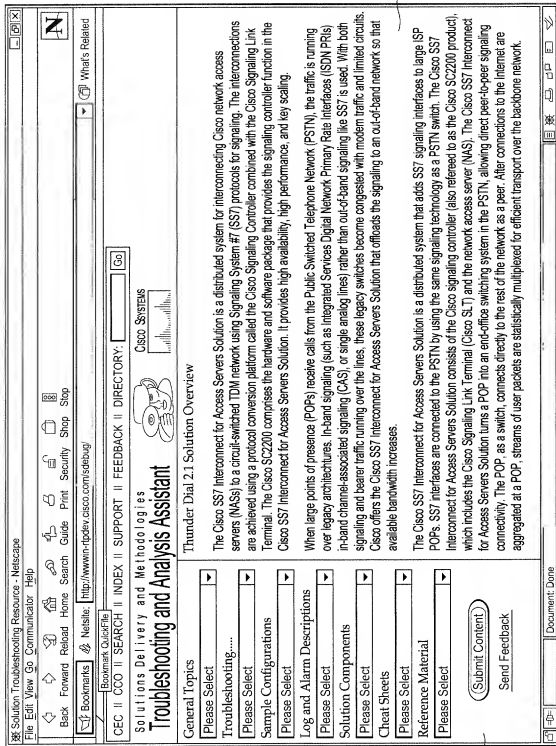 Solution Troubleshooting Resource - Netscape
File Edit View Go Communicator Help
Back Forward Reload Home Search Guide Print Security Shop Stop
Bookmarks Netsite: http://wwwn-tipdev.cisco.com/sdebug/ What's Related
Bookmark QuickFile
CEC II CCO II SEARCH II INDEX II SUPPORT II FEEDBACK II DIRECTORY: Go
Solutions Delivery and Methodologies
Troubleshooting and Analysis Assistant
CISCO SYSTEMS
General Topics
Please Select
Troubleshooting....
Please Select
Sample Configurations
Please Select
Log and Alarm Descriptions
Please Select
Solution Components
Please Select
Cheat Sheets
Please Select
Reference Material
Please Select
Submit Content
Send Feedback
Thunder Dial 2.1 Solution Overview
The Cisco SS7 Interconnect for Access Servers Solution is a distributed system for interconnecting Cisco network access
servers (NASs) to a circuit-switched TDM network using Signaling System #7 (SS7) protocols for signaling. The interconnections
are achieved using a protocol conversion platform called the Cisco Signaling Controller combined with the Cisco Signaling Link
Terminal. The Cisco SC2200 comprises the hardware and software package that provides the signaling controller function in the
Cisco SS7 Interconnect for Access Servers Solution. It provides high availability, high performance, and key scaling.
When large points of presence (POPs) receive calls from the Public Switched Telephone Network (PSTN), the traffic is running
over legacy architechtures. In-band signaling (such as Integrated Services Digital Network Primary Rate Interfaces (ISDN PRIs)
in-band channel-associated signaling (CAS), or single analog lines) rather than out-of-band signaling like SS7 is used. With both
signaling and bearer traffic running over the lines, these legacy switches become congested with modem traffic and limited circuits.
Cisco offers the Cisco SS7 Interconnect for Access Servers Solution that offloads the signaling to an out-of-band network so that
available bandwidth increases.
The Cisco SS7 Interconnect for Access Servers Solution is a distributed system that adds SS7 signaling interfaces to large ISP
POPs. SS7 interfaces are connected to the PSTN by using the same signaling technology as a PSTN switch. The Cisco SS7
Interconnect for Access Servers Solution consists of the Cisco signaling controller (also refereed to as the Cisco SC2200 product),
which includes the Cisco Signaling Link Terminal (Cisco SLT) and the network access server (NAS). The Cisco SS7 Interconnect
for Access Servers Solution turns a POP into an end-office switching system in the PSTN, allowing direct peer-to-peer signaling
connectivity. The POP, as a switch, connects directly to the rest of the network as a peer. After connections to the Internet are
aggregated at a POP, streams of user packets are statistically multiplexed for efficient transport over the backbone network.
Document: Done